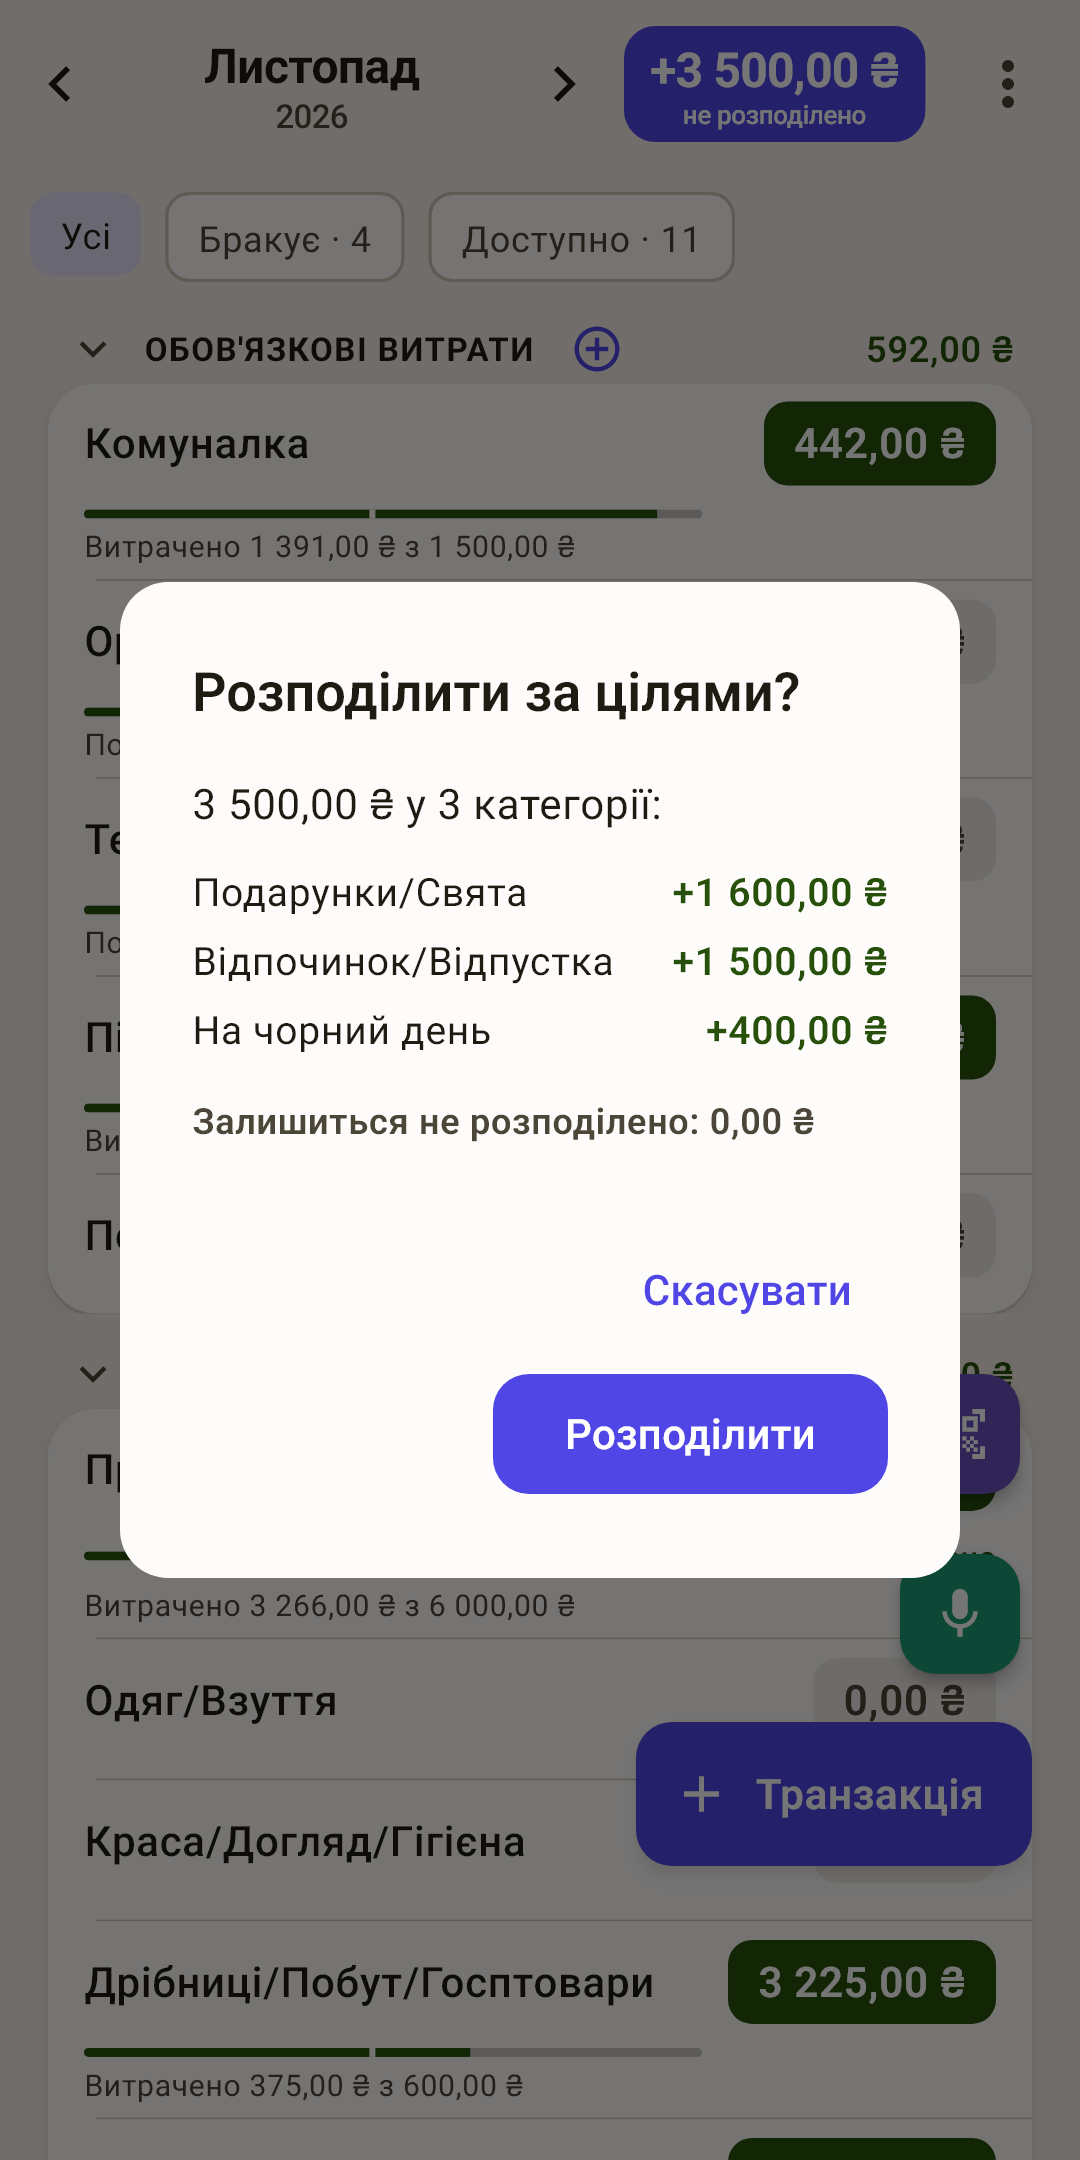 Листопад
2026
+3 500,00 ₴
не розподілено
Усі
Бракує · 4
Доступно · 11
ОБОВ'ЯЗКОВІ ВИТРАТИ
592,00 ₴
Комуналка
442,00 ₴
Витрачено 1 391,00 ₴ з 1 500,00 ₴
Розподілити за цілями?
3 500,00 ₴ у 3 категорії:
Подарунки/Свята +1 600,00 ₴
Відпочинок/Відпустка +1 500,00 ₴
На чорний день +400,00 ₴
Залишиться не розподілено: 0,00 ₴
Скасувати
Розподілити
Витрачено 3 266,00 ₴ з 6 000,00 ₴
Одяг/Взуття
0,00 ₴
Транзакція
Краса/Догляд/Гігієна
Дрібниці/Побут/Госптовари
3 225,00 ₴
Витрачено 375,00 ₴ з 600,00 ₴